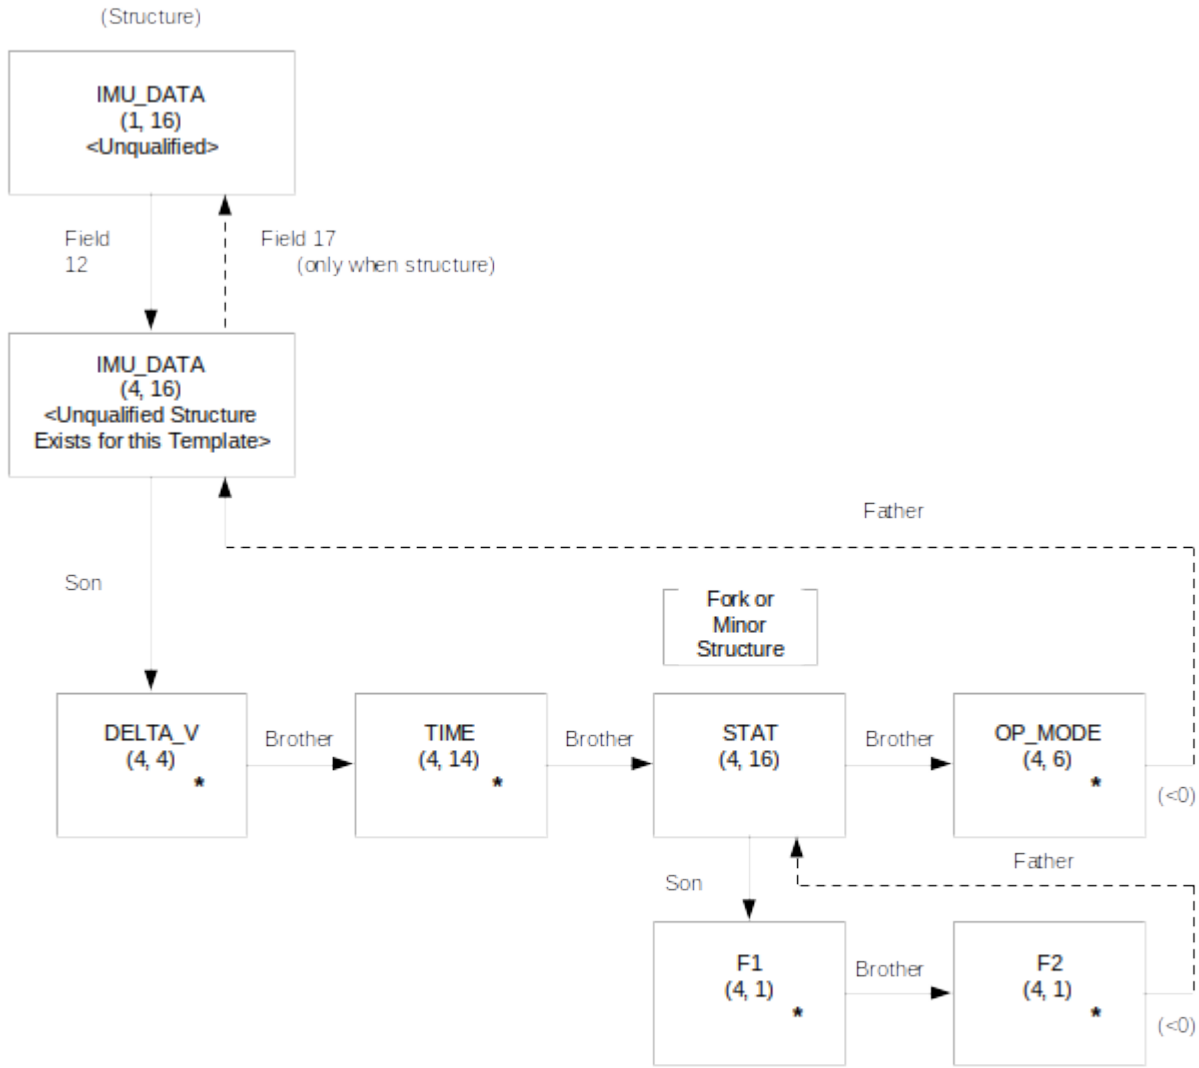 (Structure)
IMU_DATA
(1, 16)
<Unqualified>
Field
12
Field 17
(only when structure)
IMU_DATA
(4, 16)
<Unqualified Structure
Exists for this Template>
Father
Son
Fork or
Minor
Structure
DELTA_V
(4, 4)
*
Brother
TIME
(4, 14)
*
Brother
STAT
(4, 16)
Brother
OP_MODE
(4, 6)
*
(<0)
Father
Son
F1
(4, 1)
*
Brother
F2
(4, 1)
*
(<0)